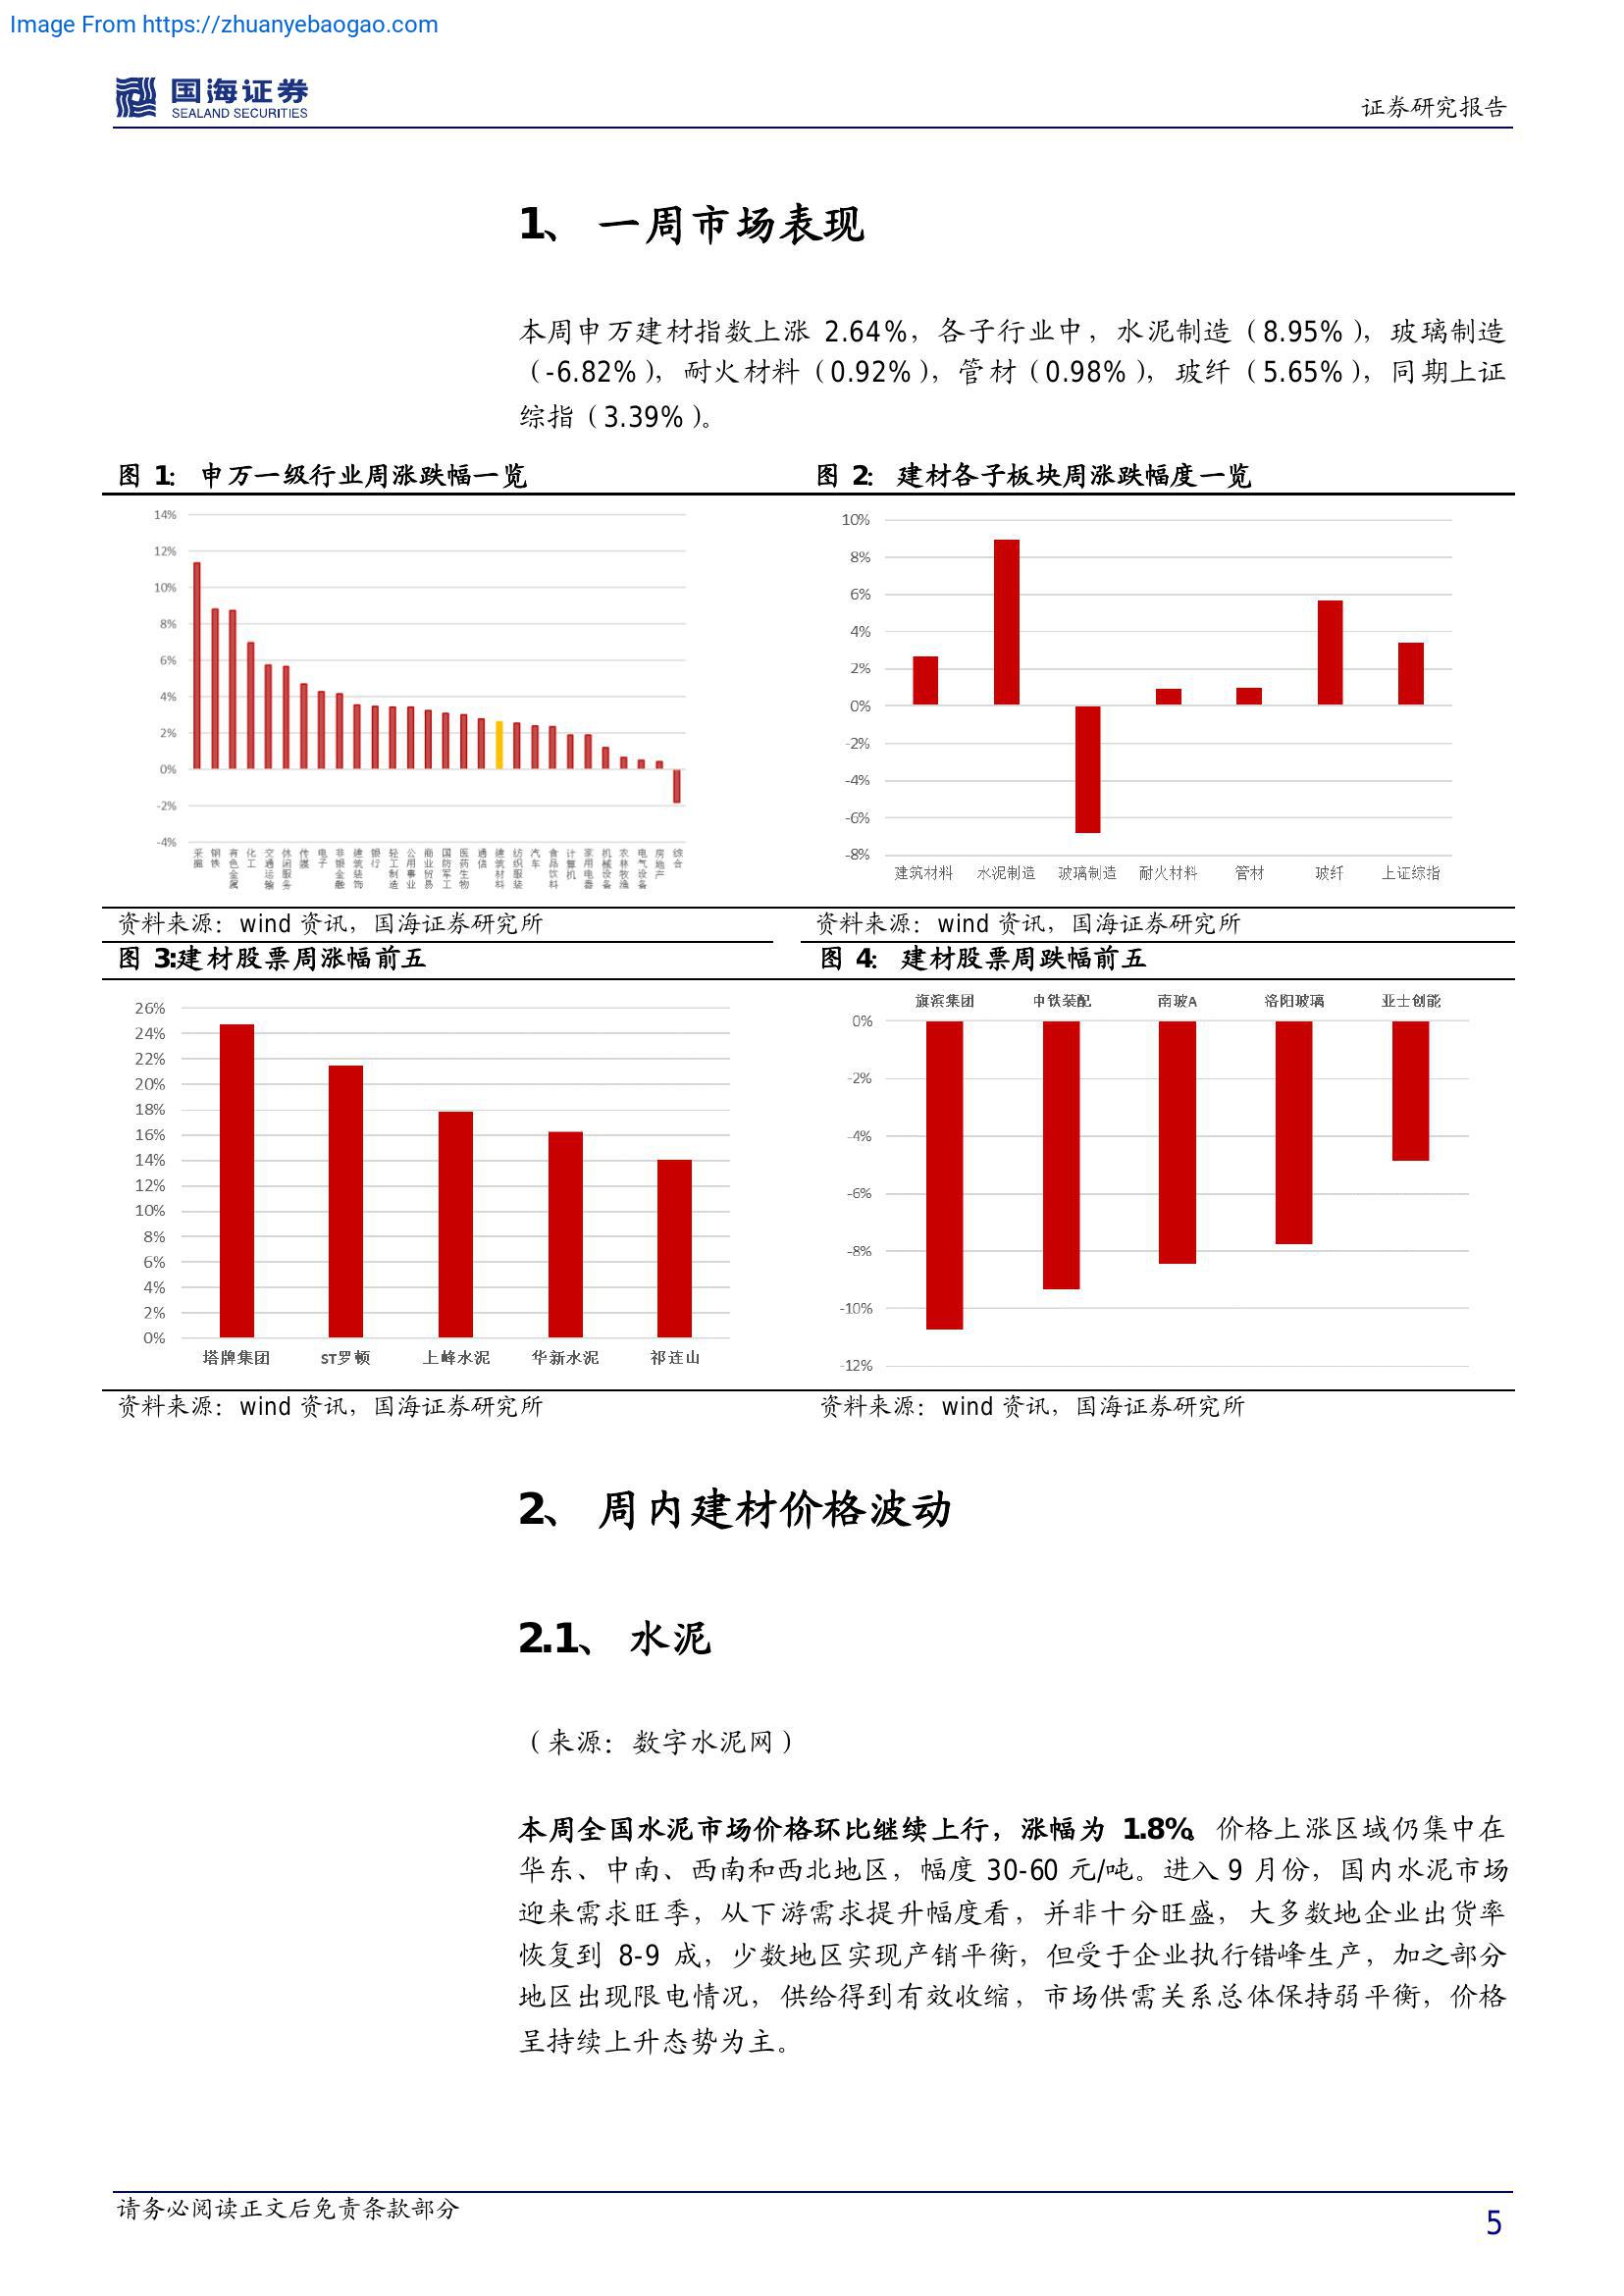 Image From https://zhuanyebaogao.com
国海证券
SEALAND SECURITIES
证券研究报告
1、 一周市场表现
本周申万建材指数上涨 2.64%，各子行业中，水泥制造（8.95%），玻璃制造
（-6.82%），耐火材料（0.92%），管材（0.98%），玻纤（5.65%），同期上证
综指（3.39%）。
图 1： 申万一级行业周涨跌幅一览
14%
12%
10%
8%
6%
4%
2%
0%
-2%
-4%
采掘 钢铁 有色金属 化工 交通运输 休闲服务 传媒 电子 非银金融 建筑装饰 银行 轻工制造 公用事业 商业贸易 国防军工 医药生物 通信 建筑材料 纺织服装 汽车 食品饮料 计算机 家用电器 机械设备 农林牧渔 电气设备 房地产 综合
资料来源：wind 资讯，国海证券研究所
图 2： 建材各子板块周涨跌幅度一览
10%
8%
6%
4%
2%
0%
-2%
-4%
-6%
-8%
建筑材料 水泥制造 玻璃制造 耐火材料 管材 玻纤 上证综指
资料来源：wind 资讯，国海证券研究所
图 3:建材股票周涨幅前五
26%
24%
22%
20%
18%
16%
14%
12%
10%
8%
6%
4%
2%
0%
塔牌集团 ST罗顿 上峰水泥 华新水泥 祁连山
资料来源：wind 资讯，国海证券研究所
图 4： 建材股票周跌幅前五
旗滨集团 中铁装配 南玻A 洛阳玻璃 亚士创能
0%
-2%
-4%
-6%
-8%
-10%
-12%
资料来源：wind 资讯，国海证券研究所
2、 周内建材价格波动
2.1、 水泥
（来源：数字水泥网）
本周全国水泥市场价格环比继续上行，涨幅为 1.8%。价格上涨区域仍集中在
华东、中南、西南和西北地区，幅度 30-60 元/吨。进入 9 月份，国内水泥市场
迎来需求旺季，从下游需求提升幅度看，并非十分旺盛，大多数地企业出货率
恢复到 8-9 成，少数地区实现产销平衡，但受于企业执行错峰生产，加之部分
地区出现限电情况，供给得到有效收缩，市场供需关系总体保持弱平衡，价格
呈持续上升态势为主。
请务必阅读正文后免责条款部分
5